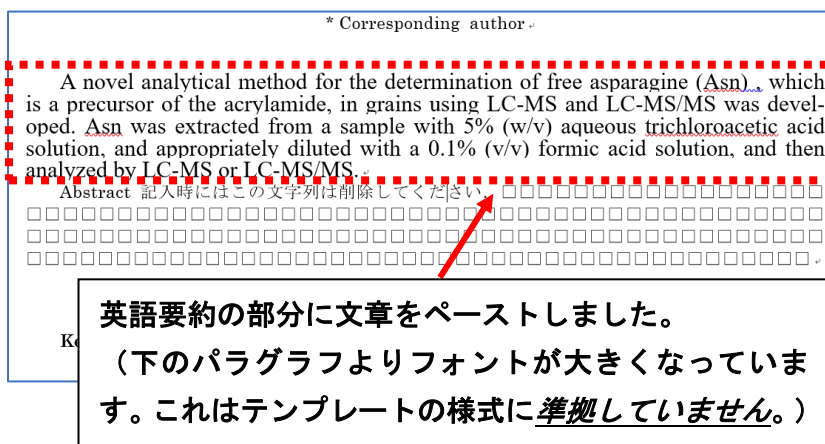 * Corresponding author
A novel analytical method for the determination of free asparagine (Asn) , which
is a precursor of the acrylamide, in grains using LC-MS and LC-MS/MS was devel-
oped. Asn was extracted from a sample with 5% (w/v) aqueous trichloroacetic acid
solution, and appropriately diluted with a 0.1% (v/v) formic acid solution, and then
analyzed by LC-MS or LC-MS/MS.
Abstract 記入時にはこの文字列は削除してください。□□□□□□□□□□□□□□□□□□
□□□□□□□□□□□□□□□□□□□□□□□□□□□□□□□□□□□□□□□□□□□□
□□□□□□□□□□□□□□□□□□□□□□□□□□□□□□□□□□□□□□□□□□□□
□□□□□□□□□□□□□□□□□□□□□□□□□□□□□□□□□□□□□□□□□□□
英語要約の部分に文章をペーストしました。
（下のパラグラフよりフォントが大きくなっていま
す。これはテンプレートの様式に準拠していません。）